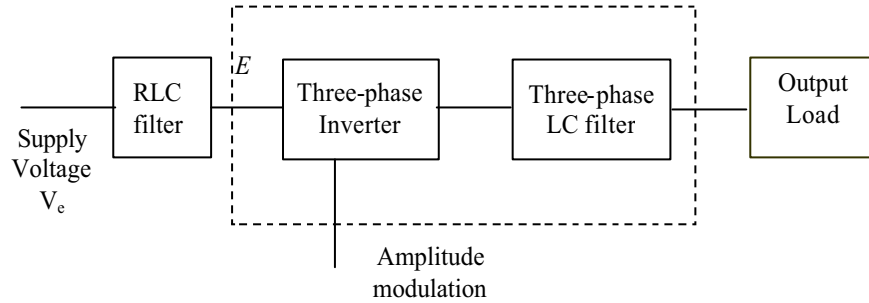 E
RLC
filter
Three-phase
Inverter
Three-phase
LC filter
Output
Load
Supply
Voltage
Ve
Amplitude
modulation